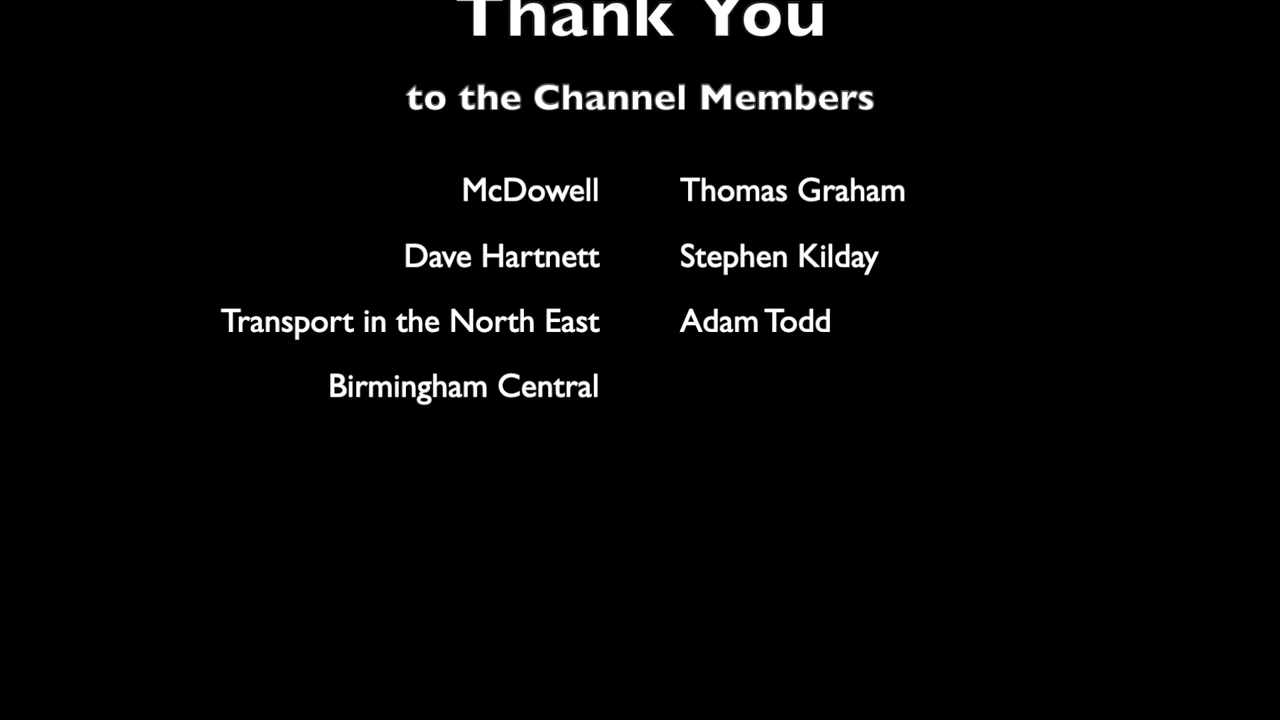 Thank You
to the Channel Members
McDowell Thomas Graham
Dave Hartnett Stephen Kilday
Transport in the North East Adam Todd
Birmingham Central